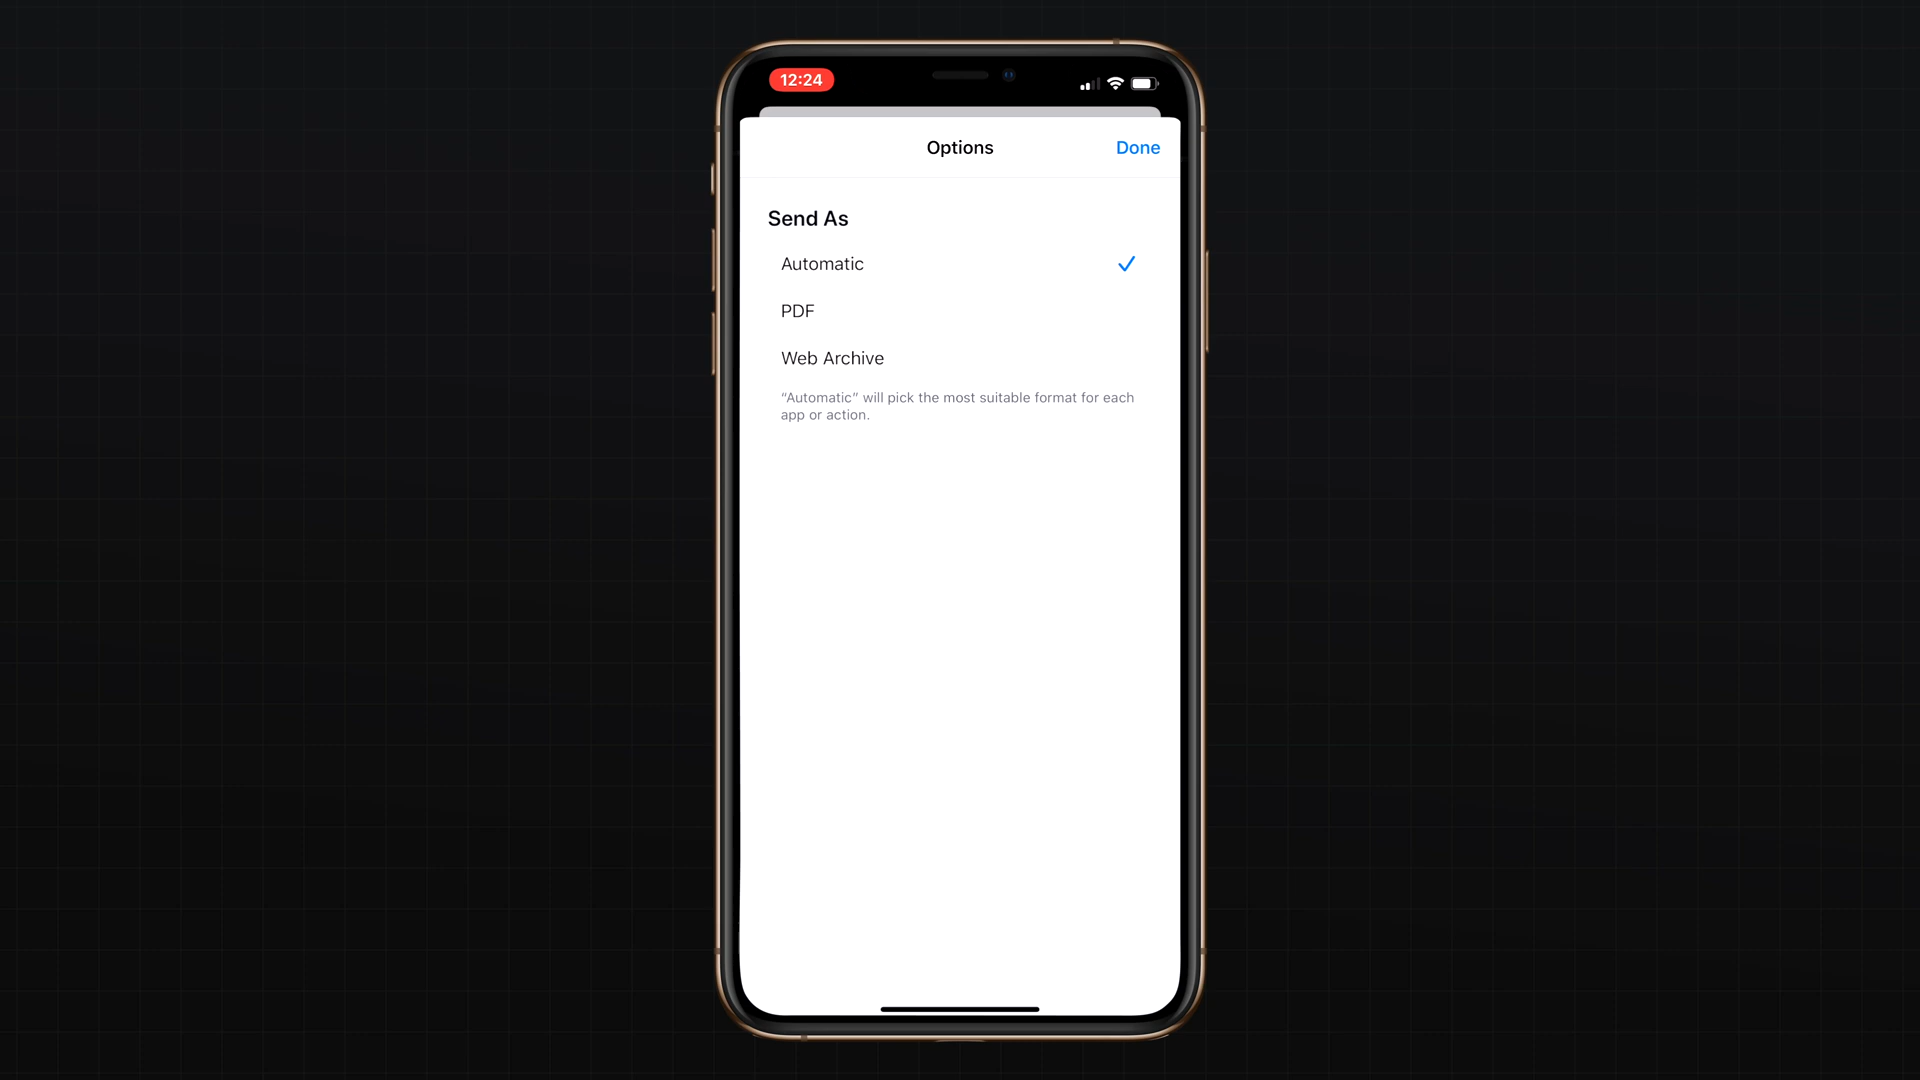 12:24
Options
Done
Send As
Automatic
PDF
Web Archive
“Automatic” will pick the most suitable format for each
app or action.